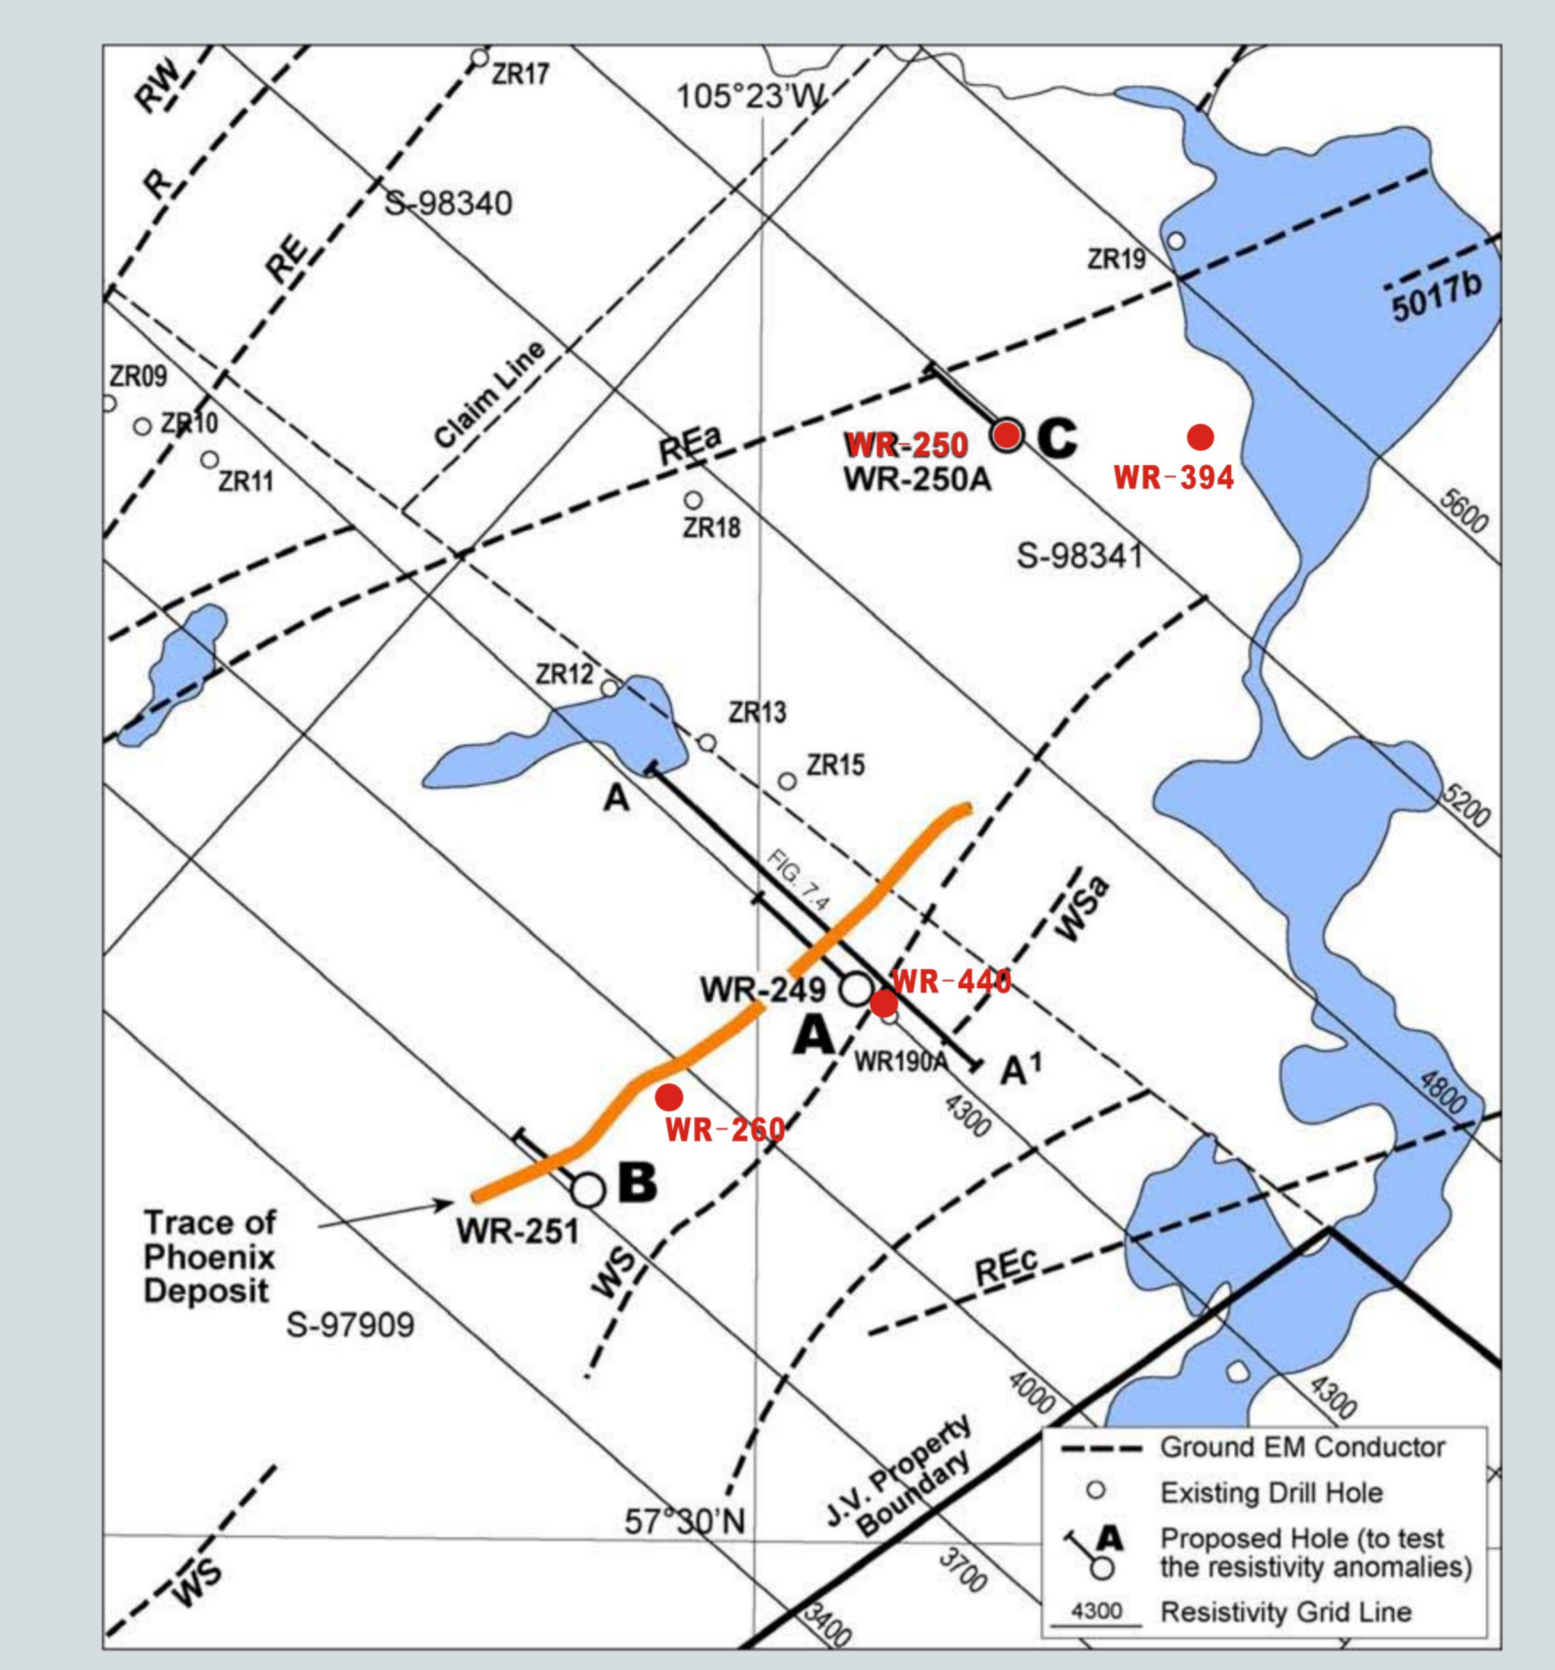 RW
ZR17
105°23'W
R
S-98340
RE
ZR19
5017b
ZR09
ZR10
ZR11
Claim Line
REa
WR-250
WR-250A
C
WR-394
ZR18
5600
S-98341
ZR12
ZR13
ZR15
A
5200
FIG. 7.4
WSa
WR-249
WR-440
A
WR190A
A1
4300
4800
WR-260
B
WR-251
Trace of
Phoenix
Deposit
WS
REc
S-97909
4000
4300
J.V. Property
Boundary
57°30'N
3700
3400
WS
Ground EM Conductor
Existing Drill Hole
A
Proposed Hole (to test
the resistivity anomalies)
4300
Resistivity Grid Line